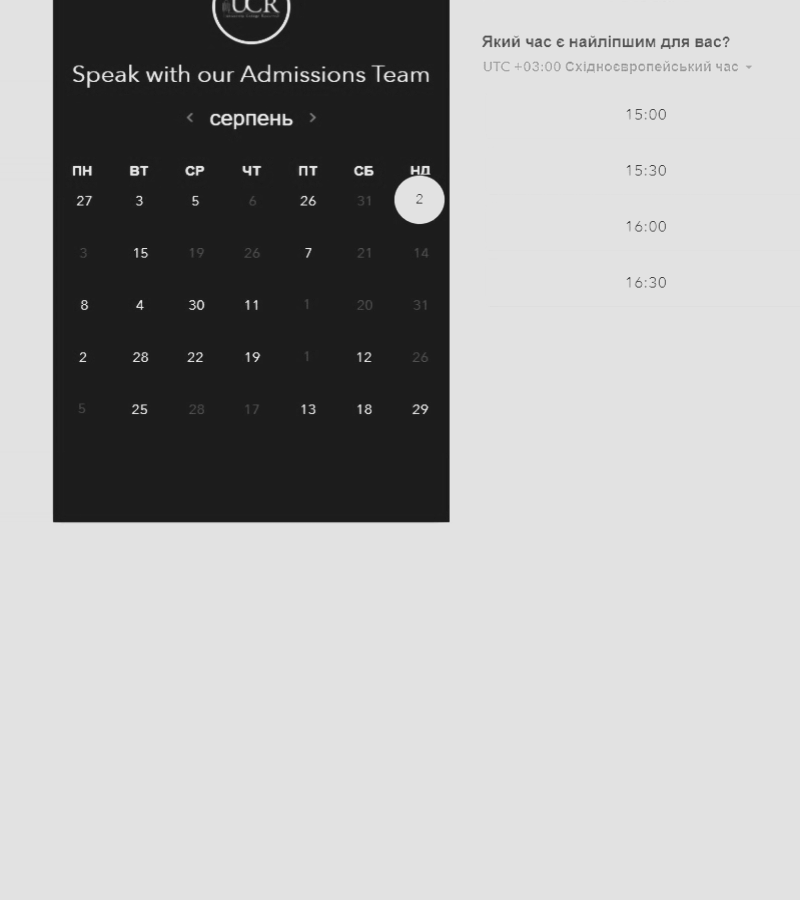 UCR
Speak with our Admissions Team
серпень
ПН ВТ СР ЧТ ПТ СБ НД
27 3 5 6 26 31 2
3 15 19 26 7 21 14
8 4 30 11 1 20 31
2 28 22 19 1 12 26
5 25 28 17 13 18 29
Який час є найліпшим для вас?
UTC +03:00 Східноєвропейський час
15:00
15:30
16:00
16:30